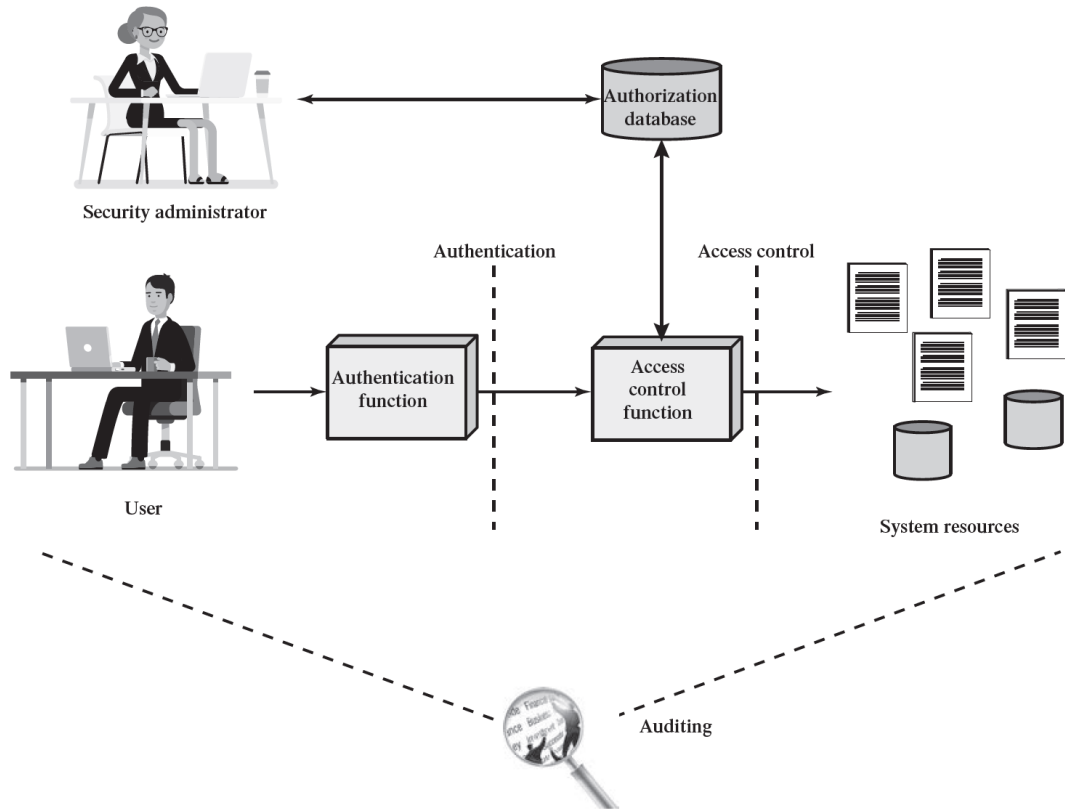 Authorization
database
Security administrator
Authentication
Access control
Authentication
function
Access
control
function
User
System resources
Auditing